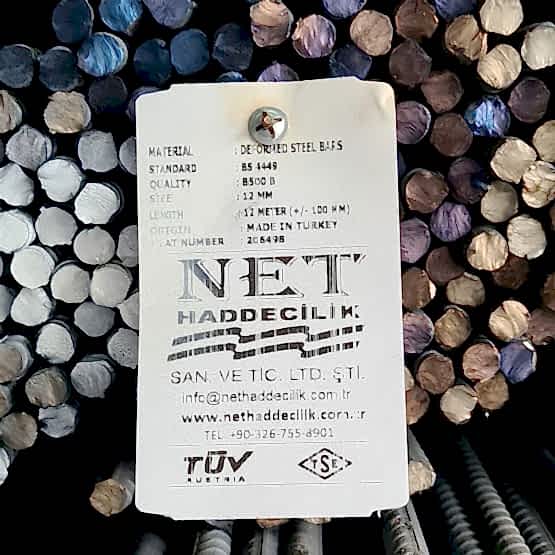 MATERIAL : DEFORMED STEEL BARS
STANDARD : BS 4449
QUALITY : B500 B
SIZE : 12 MM
LENGTH : 12 METER (+/- 100 MM)
ORIGIN : MADE IN TURKEY
HEAT NUMBER : 206498
NET
HADDECİLİK
SAN. VE TİC. LTD. ŞTİ.
info@nethaddecilik.com.tr
www.nethaddecilik.com.tr
TEL: +90-326-755-8901
TÜV
AUSTRIA
TSE